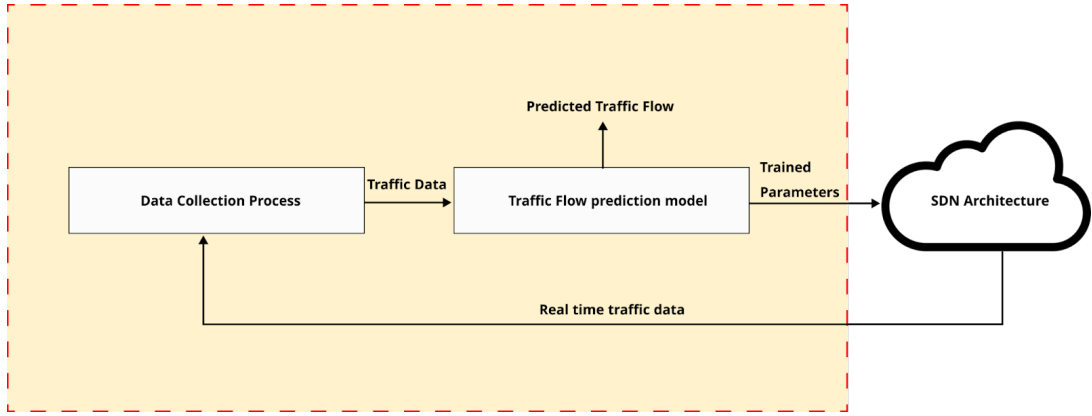 Predicted Traffic Flow
Data Collection Process
Traffic Data
Traffic Flow prediction model
Trained
Parameters
SDN Architecture
Real time traffic data